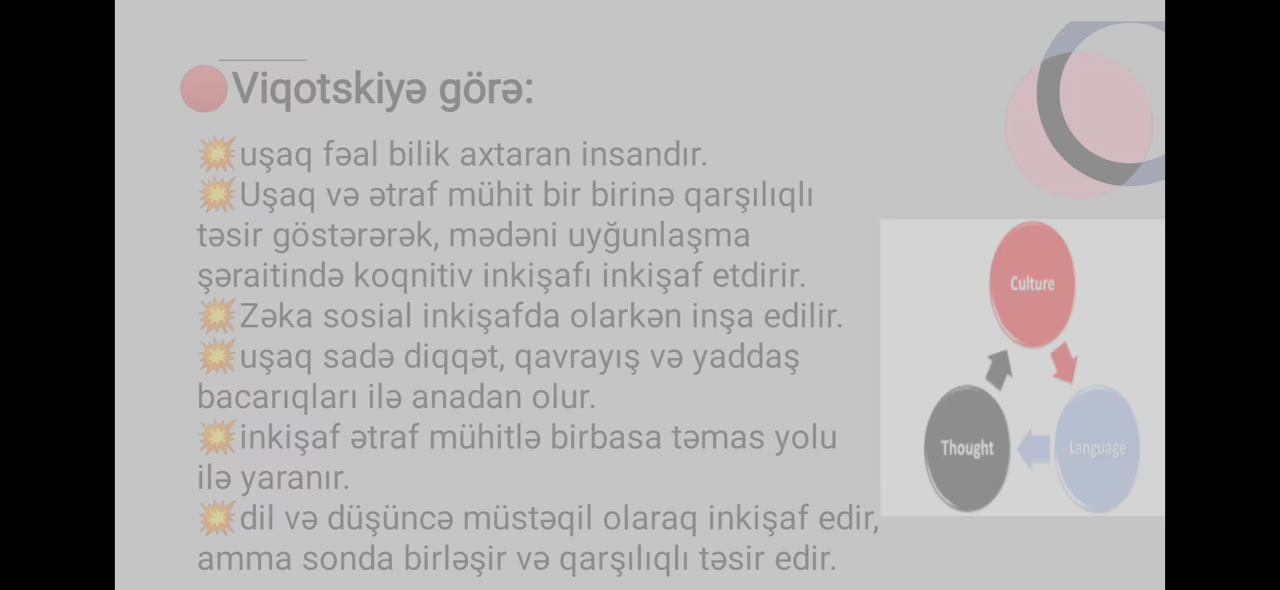 🔴Viqotskiyə görə:
💥uşaq fəal bilik axtaran insandır.
💥Uşaq və ətraf mühit bir birinə qarşılıqlı
təsir göstərərək, mədəni uyğunlaşma
şəraitində koqnitiv inkişafı inkişaf etdirir.
💥Zəka sosial inkişafda olarkən inşa edilir.
💥uşaq sadə diqqət, qavrayış və yaddaş
bacarıqları ilə anadan olur.
💥inkişaf ətraf mühitlə birbasa təmas yolu
ilə yaranır.
💥dil və düşüncə müstəqil olaraq inkişaf edir,
amma sonda birləşir və qarşılıqlı təsir edir.
Culture
Thought
Language